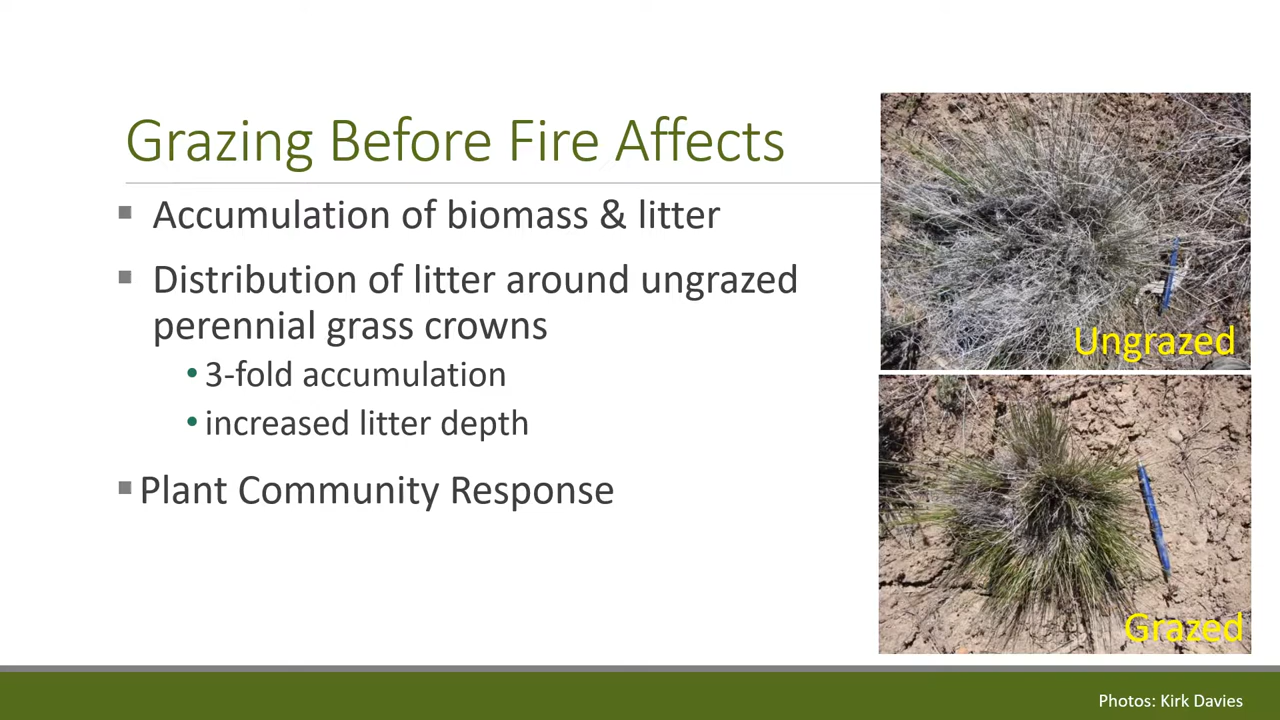 Grazing Before Fire Affects
▪ Accumulation of biomass & litter
▪ Distribution of litter around ungrazed
perennial grass crowns
• 3-fold accumulation
• increased litter depth
▪ Plant Community Response
Ungrazed
Grazed
Photos: Kirk Davies